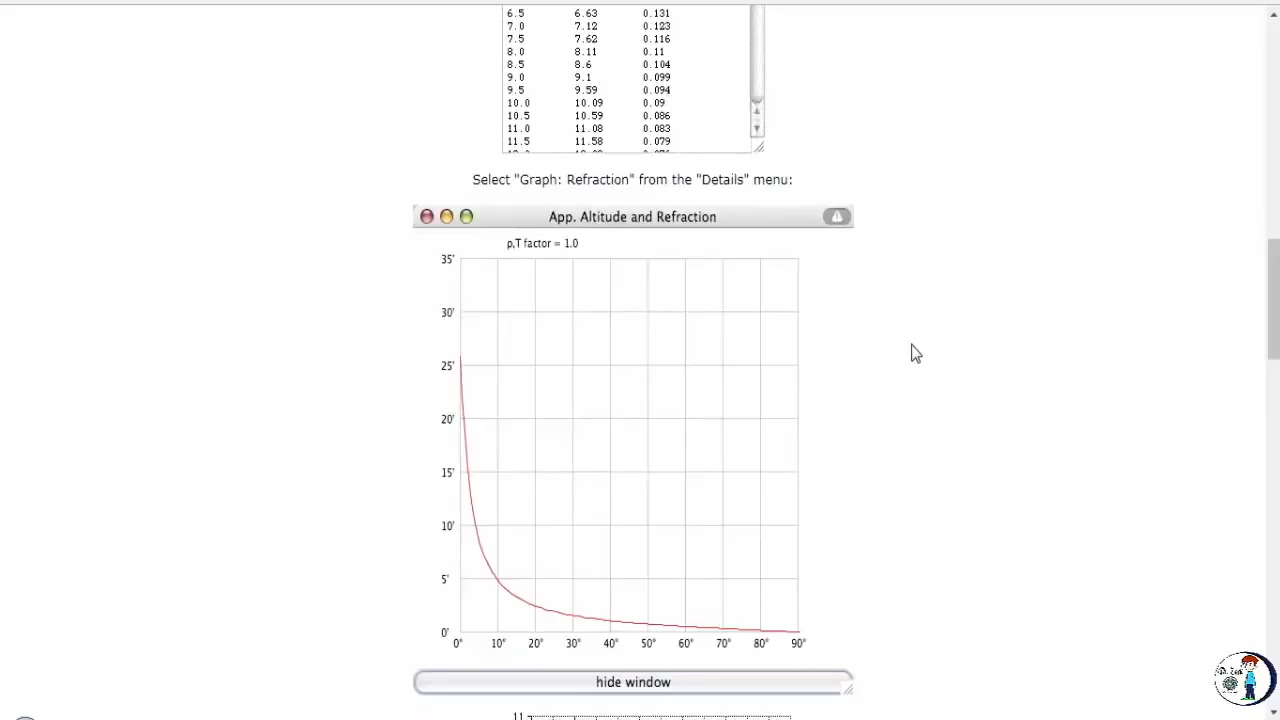 6.5 6.63 0.131
7.0 7.12 0.123
7.5 7.62 0.116
8.0 8.11 0.11
8.5 8.6 0.104
9.0 9.1 0.099
9.5 9.59 0.094
10.0 10.09 0.09
10.5 10.59 0.086
11.0 11.08 0.083
11.5 11.58 0.079
Select "Graph: Refraction" from the "Details" menu:
App. Altitude and Refraction
p,T factor = 1.0
35'
30'
25'
20'
15'
10'
5'
0'
0° 10° 20° 30° 40° 50° 60° 70° 80° 90°
hide window
11